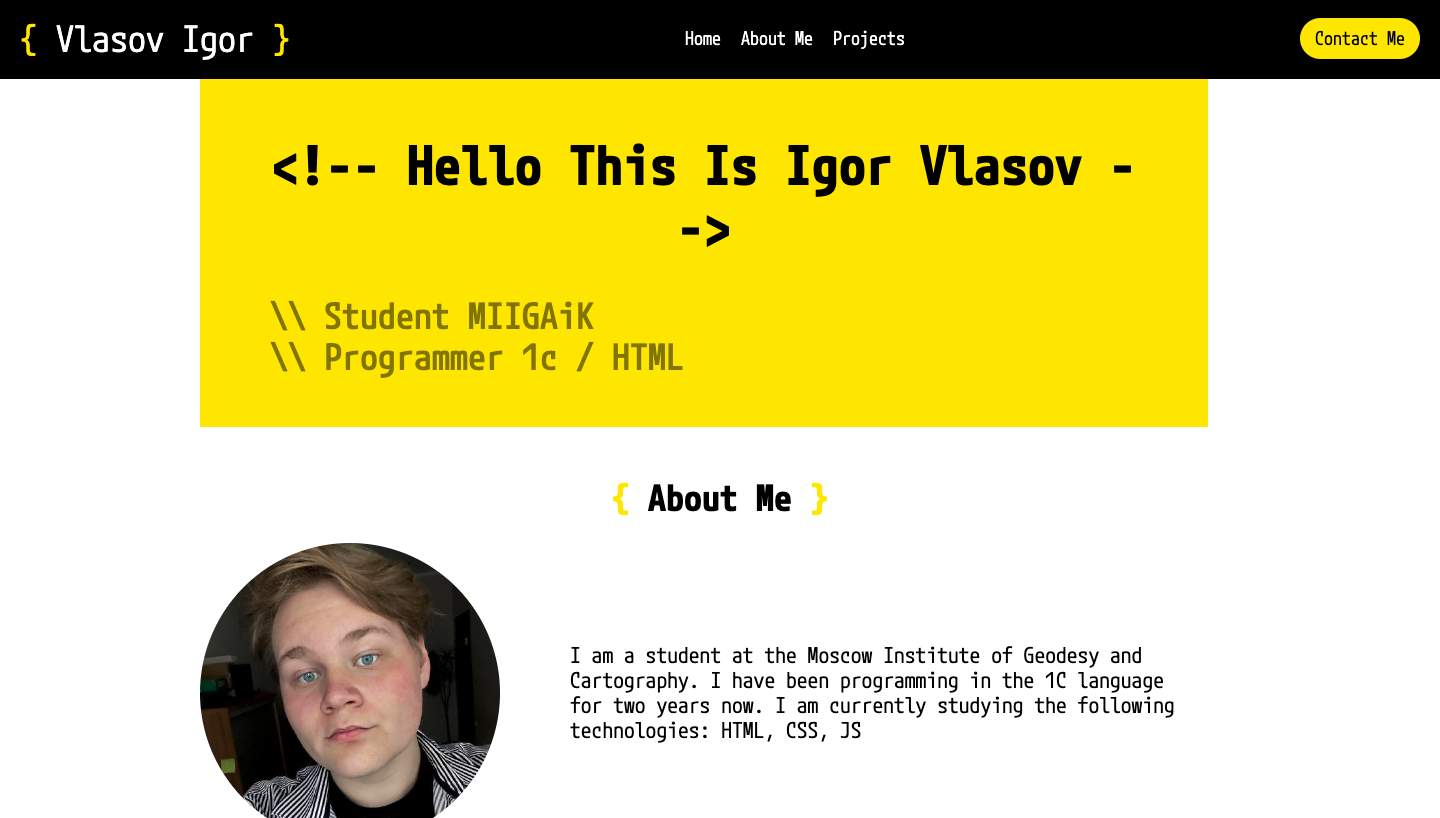 { Vlasov Igor }
Home About Me Projects
Contact Me
<!-- Hello This Is Igor Vlasov -
->
\\ Student MIIGAiK
\\ Programmer 1c / HTML
{ About Me }
I am a student at the Moscow Institute of Geodesy and
Cartography. I have been programming in the 1C language
for two years now. I am currently studying the following
technologies: HTML, CSS, JS